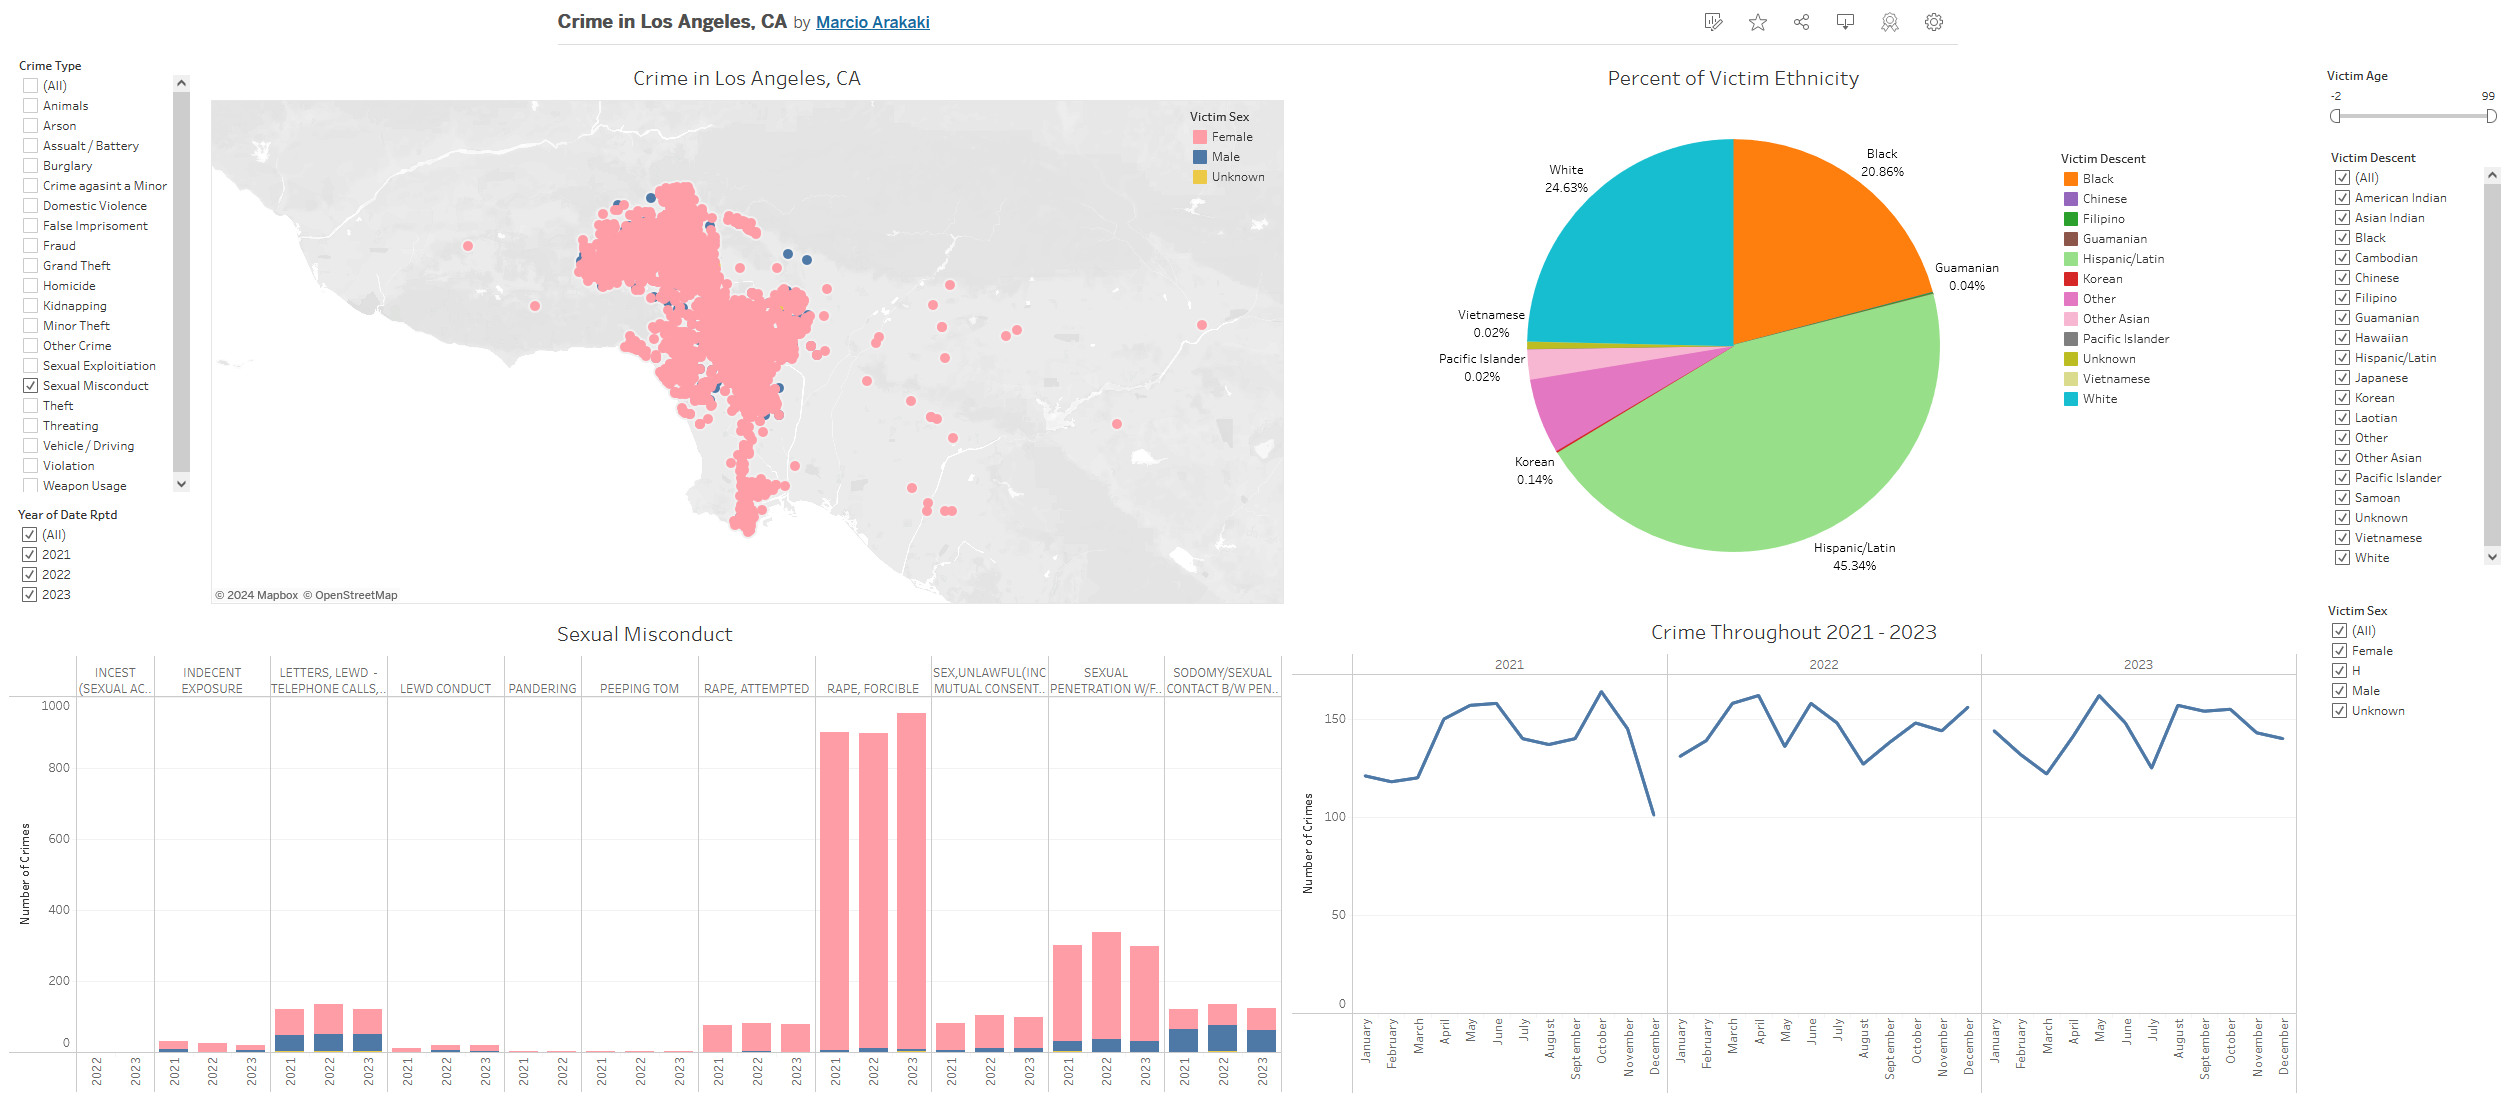 Crime in Los Angeles, CA by Marcio Arakaki
Crime Type
(All)
Animals
Arson
Assualt / Battery
Burglary
Crime agasint a Minor
Domestic Violence
False Imprisoment
Fraud
Grand Theft
Homicide
Kidnapping
Minor Theft
Other Crime
Sexual Exploitiation
Sexual Misconduct
Theft
Threating
Vehicle / Driving
Violation
Weapon Usage
Year of Date Rptd
(All)
2021
2022
2023
Crime in Los Angeles, CA
Victim Sex
Female
Male
Unknown
© 2024 Mapbox © OpenStreetMap
Percent of Victim Ethnicity
White
24.63%
Black
20.86%
Guamanian
0.04%
Vietnamese
0.02%
Pacific Islander
0.02%
Korean
0.14%
Hispanic/Latin
45.34%
Victim Descent
Black
Chinese
Filipino
Guamanian
Hispanic/Latin
Korean
Other
Other Asian
Pacific Islander
Unknown
Vietnamese
White
Victim Age
-2 99
Victim Descent
(All)
American Indian
Asian Indian
Black
Cambodian
Chinese
Filipino
Guamanian
Hawaiian
Hispanic/Latin
Japanese
Korean
Laotian
Other
Other Asian
Pacific Islander
Samoan
Unknown
Vietnamese
White
Victim Sex
(All)
Female
H
Male
Unknown
Sexual Misconduct
INCEST
(SEXUAL AC..
INDECENT
EXPOSURE
LETTERS, LEWD -
TELEPHONE CALLS,..
LEWD CONDUCT
PANDERING
PEEPING TOM
RAPE, ATTEMPTED
RAPE, FORCIBLE
SEX,UNLAWFUL(INC
MUTUAL CONSENT..
SEXUAL
PENETRATION W/F..
SODOMY/SEXUAL
CONTACT B/W PEN..
Number of Crimes
1000
800
600
400
200
0
2022 2023 2021 2022 2023 2021 2022 2023 2021 2022 2023 2021 2022 2021 2022 2023 2021 2022 2023 2021 2022 2023 2021 2022 2023 2021 2022 2023 2021 2022 2023
Crime Throughout 2021 - 2023
2021 2022 2023
Number of Crimes
150
100
50
0
January February March April May June July August September October November December January February March April May June July August September October November December January February March April May June July August September October November December